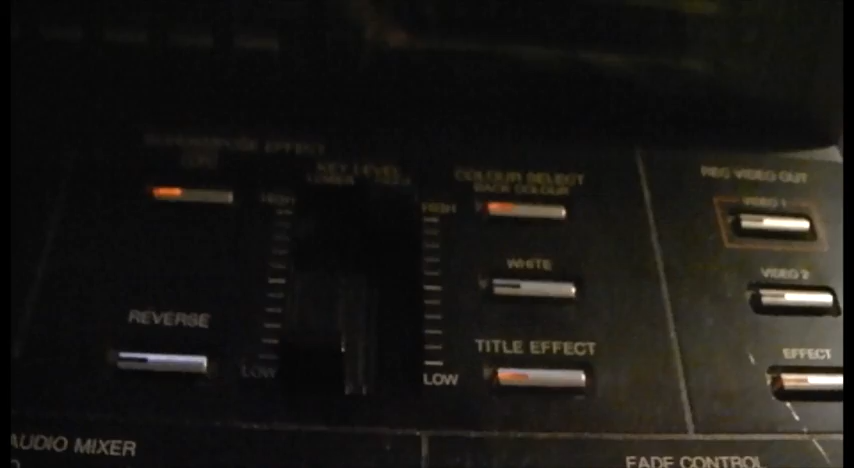 EFFECT
KEY LEVEL
HIGH
HIGH
LOW
LOW
REVERSE
COLOUR SELECT
BACK COLOUR
WHITE
TITLE EFFECT
REC VIDEO OUT
VIDEO 1
VIDEO 2
EFFECT
AUDIO MIXER
FADE CONTROL